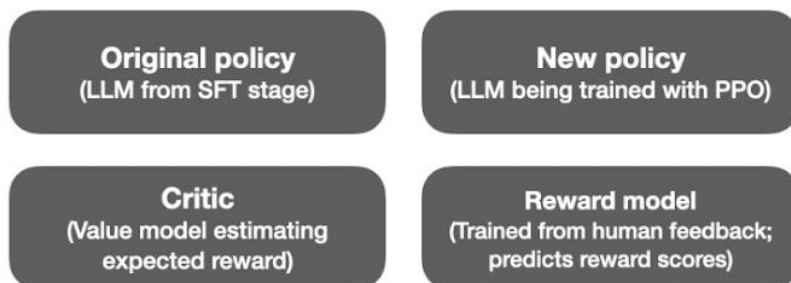 Original policy
(LLM from SFT stage)
New policy
(LLM being trained with PPO)
Critic
(Value model estimating
expected reward)
Reward model
(Trained from human feedback;
predicts reward scores)